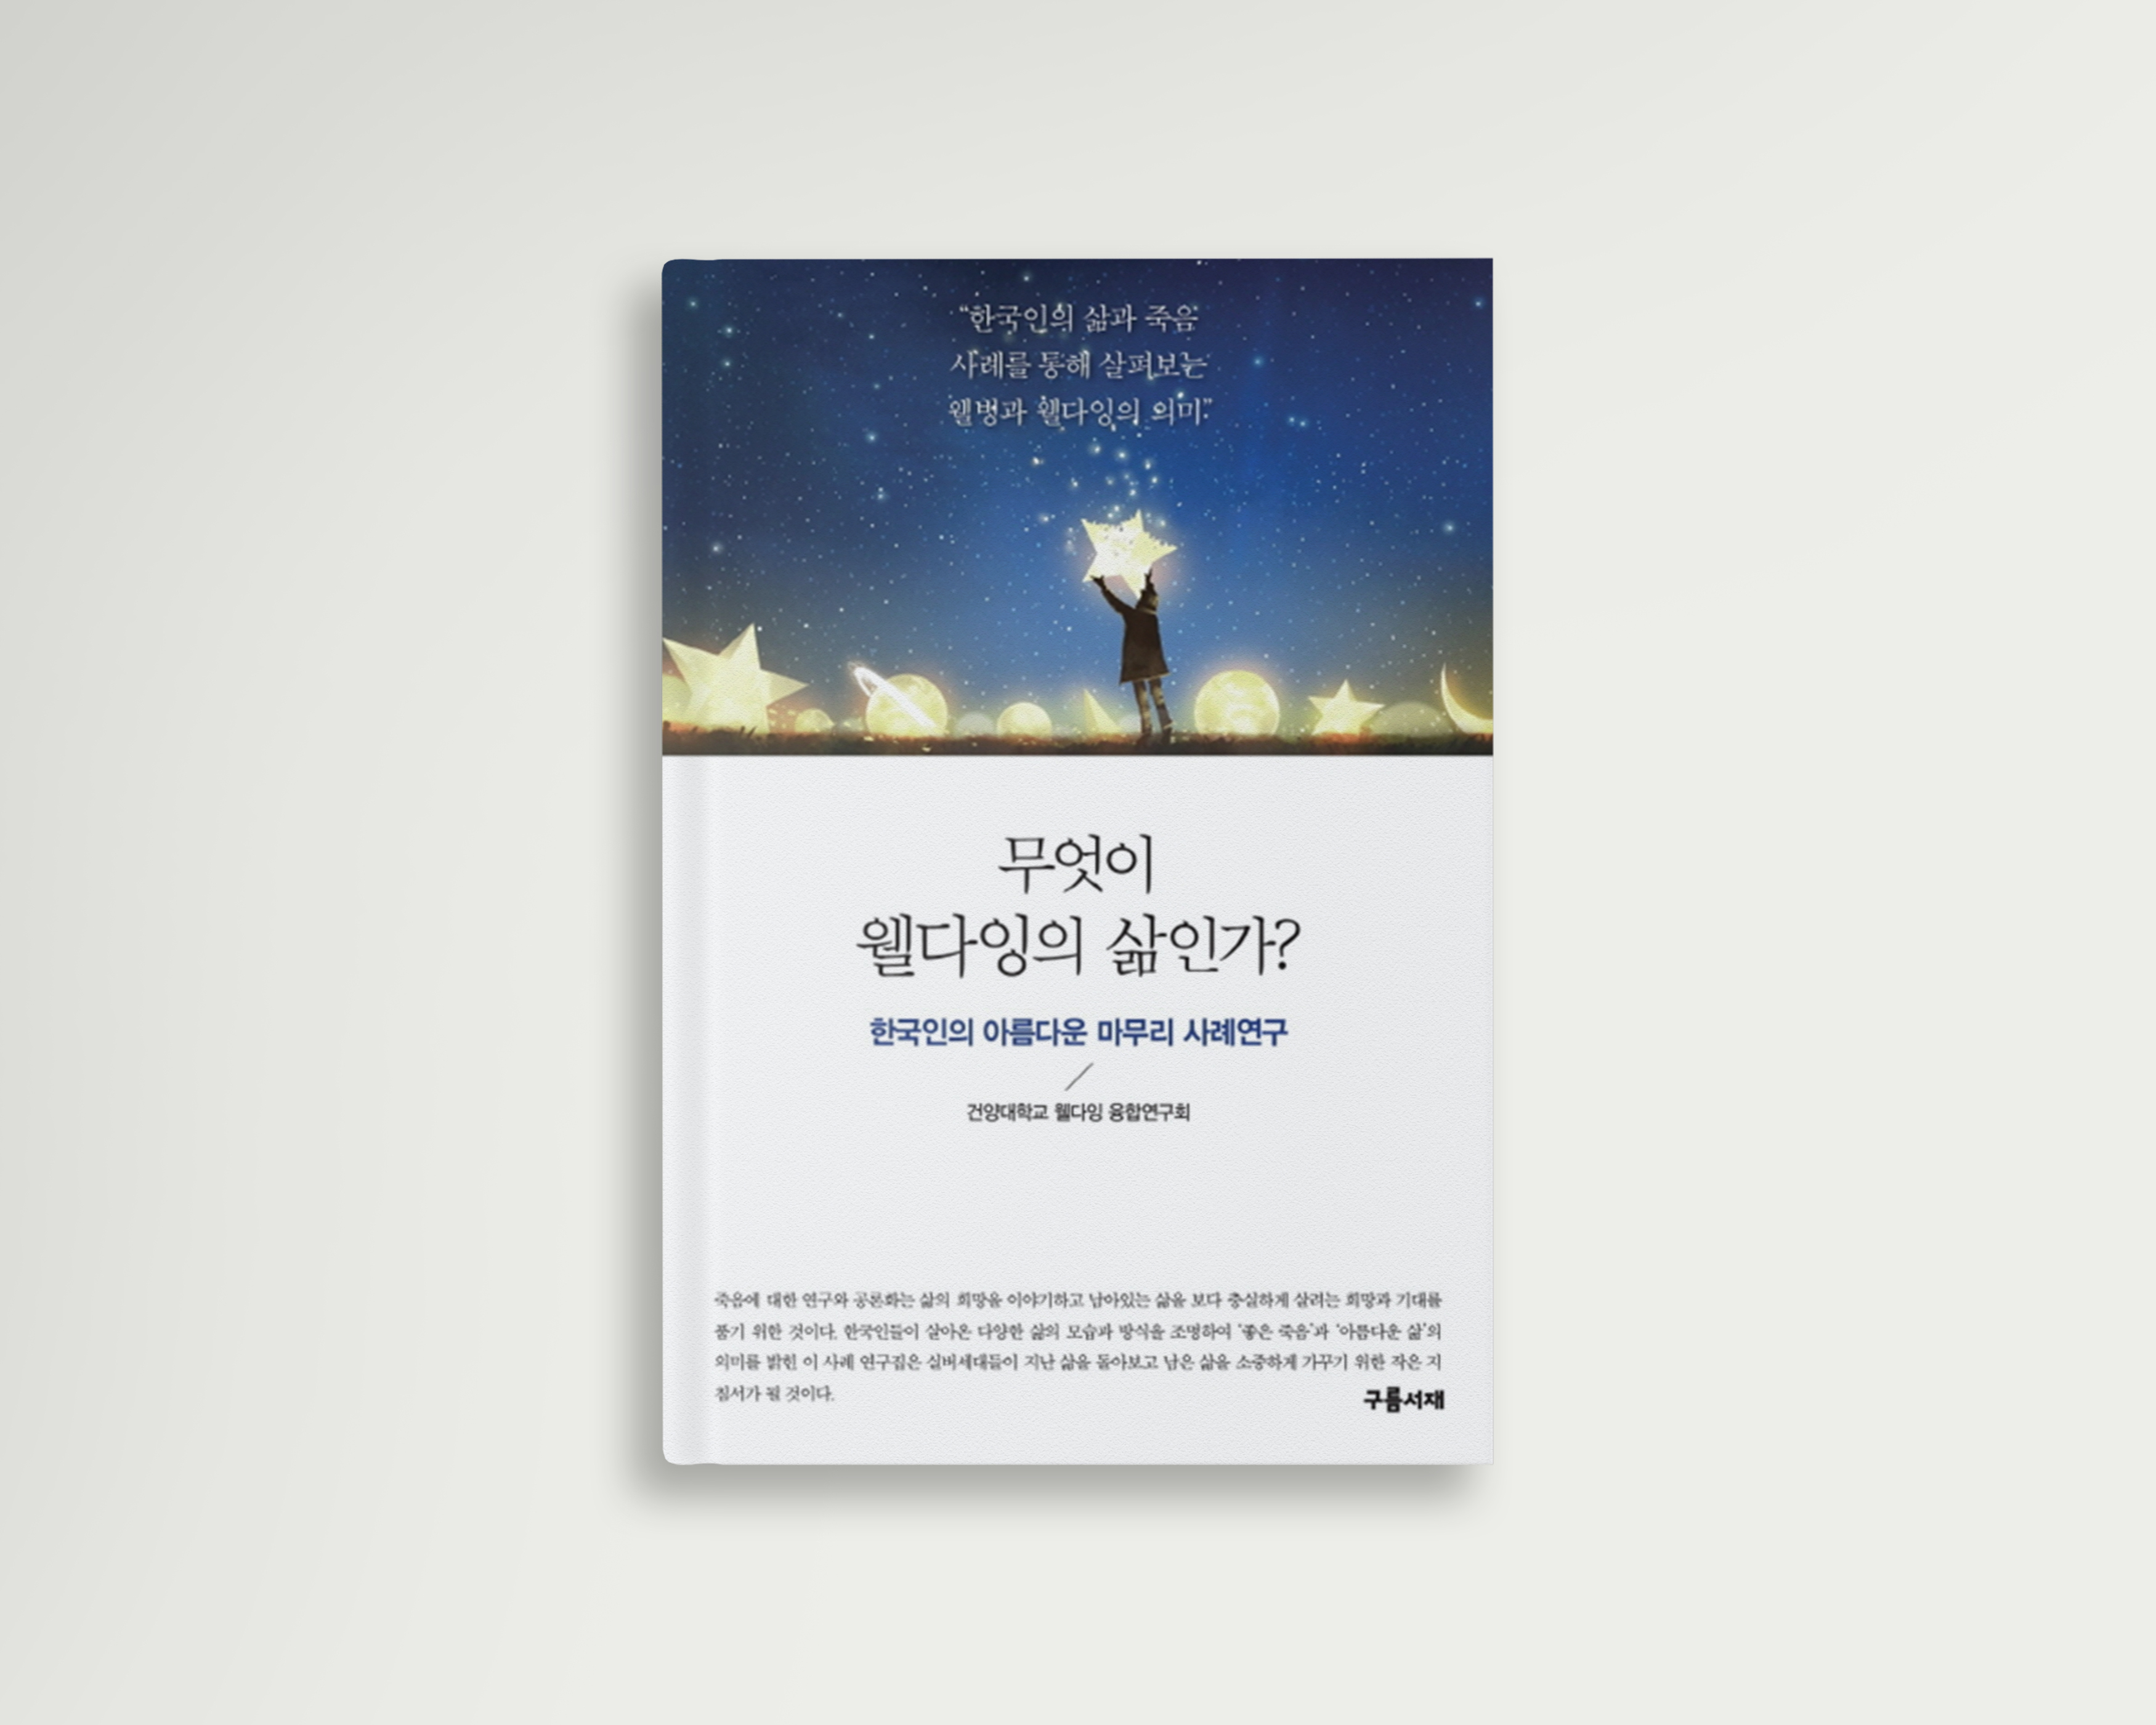 “한국인의 삶과 죽음
사례를 통해 살펴보는
웰빙과 웰다잉의 의미”
무엇이
웰다잉의 삶인가?
한국인의 아름다운 마무리 사례연구
건양대학교 웰다잉 융합연구회
죽음에 대한 연구와 공론화는 삶의 희망을 이야기하고 남아있는 삶을 보다 충실하게 살려는 희망과 기대를
품기 위한 것이다. 한국인들이 살아온 다양한 삶의 모습과 방식을 조명하여 ‘좋은 죽음’과 ‘아름다운 삶’의
의미를 밝힌 이 사례 연구집은 실버세대들이 지난 삶을 돌아보고 남은 삶을 소중하게 가꾸기 위한 작은 지
침서가 될 것이다.
구름서재